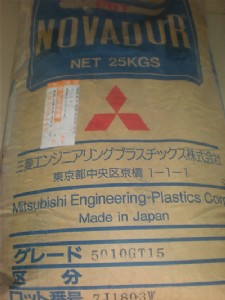 NOVADUR
NET 25KGS
三菱エンジニアリングプラスチックス株式会社
東京都中央区京橋1-1-1
Mitsubishi Engineering-Plastics Corp
Made in Japan
グレード 5010GT15
区分
ロット番号 7J1803W